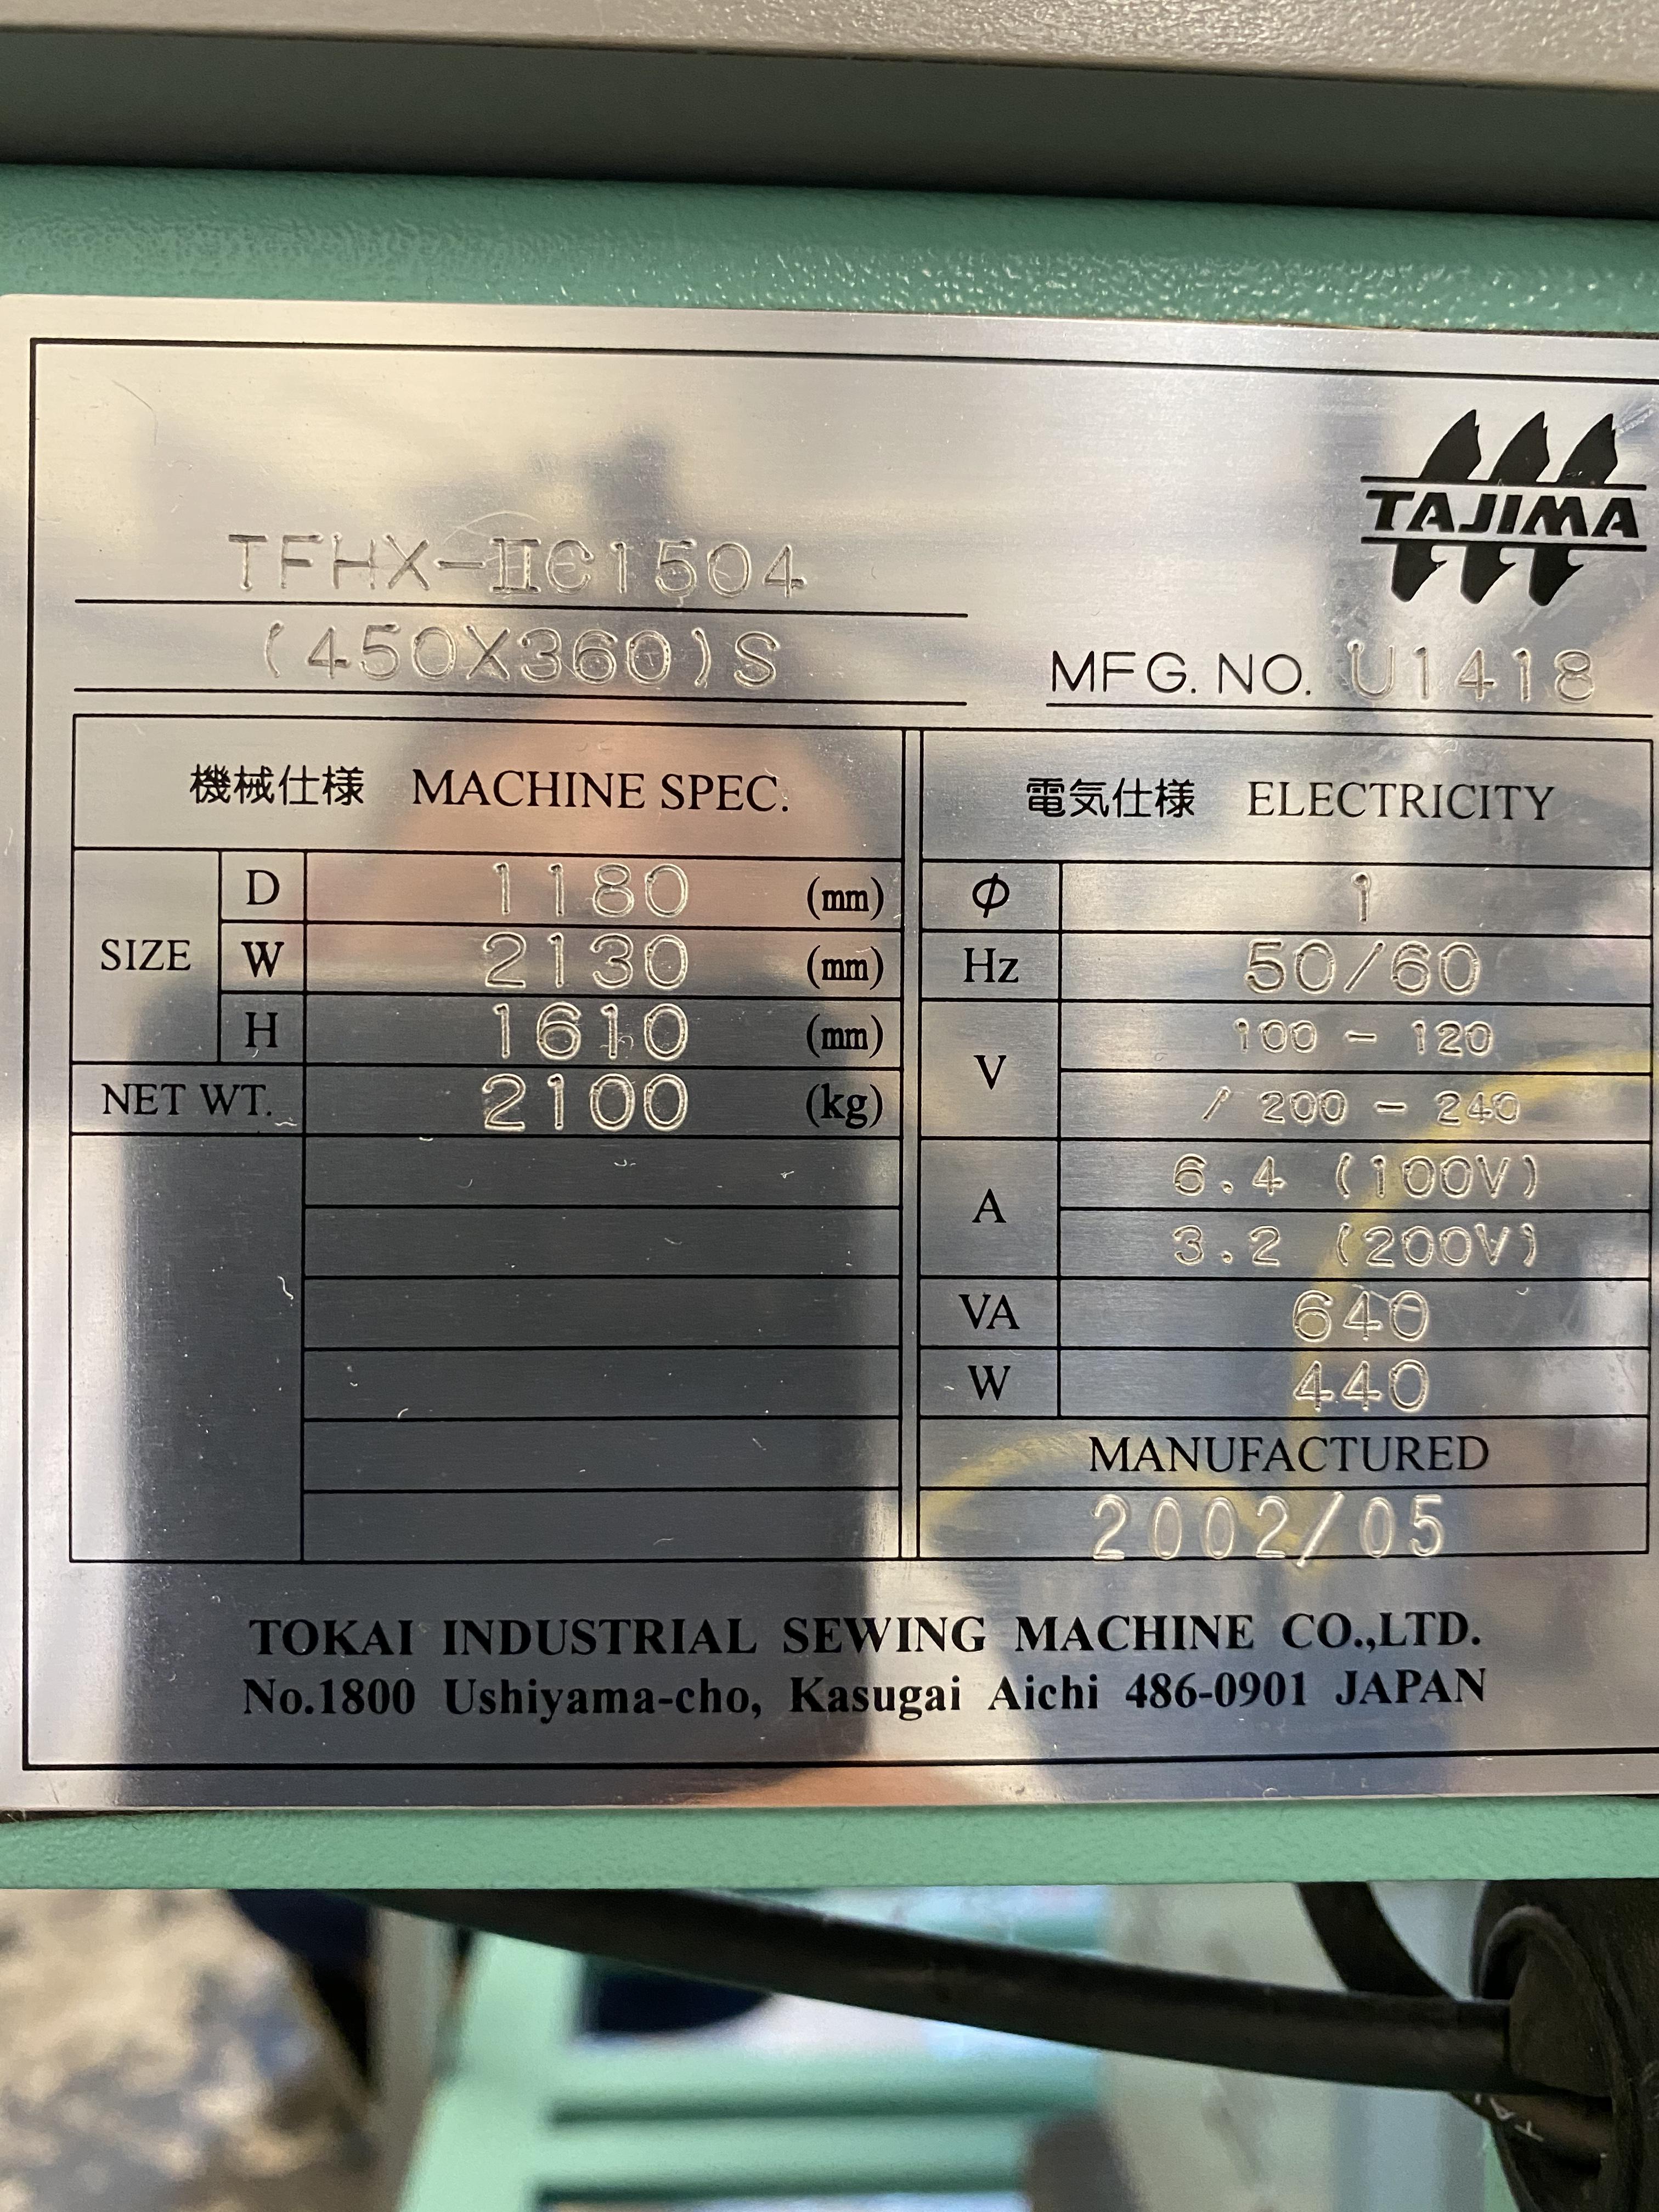 TAJIMA
TFHX-IIC1504
(450X360)S
MFG. NO. U1418
機械仕様 MACHINE SPEC.
SIZE
D 1180 (mm)
W 2130 (mm)
H 1610 (mm)
NET WT. 2100 (kg)
電気仕様 ELECTRICITY
Φ 1
Hz 50/60
V 100 - 120
/ 200 - 240
A 6.4 (100V)
3.2 (200V)
VA 640
W 440
MANUFACTURED
2002/05
TOKAI INDUSTRIAL SEWING MACHINE CO.,LTD.
No.1800 Ushiyama-cho, Kasugai Aichi 486-0901 JAPAN